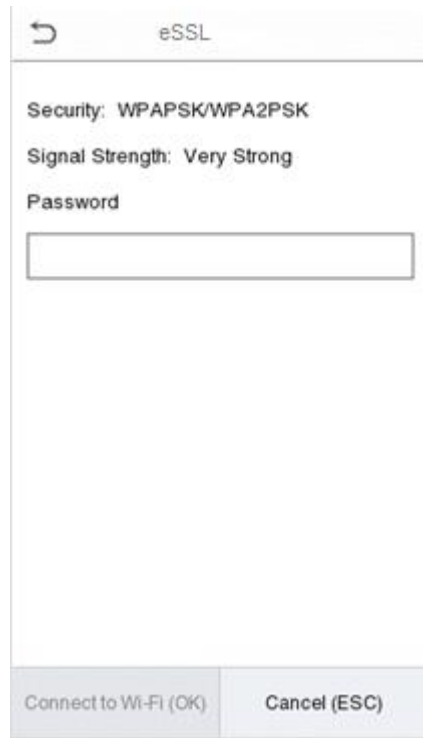 eSSL
Security: WPAPSK/WPA2PSK
Signal Strength: Very Strong
Password
Connect to Wi-Fi (OK)
Cancel (ESC)